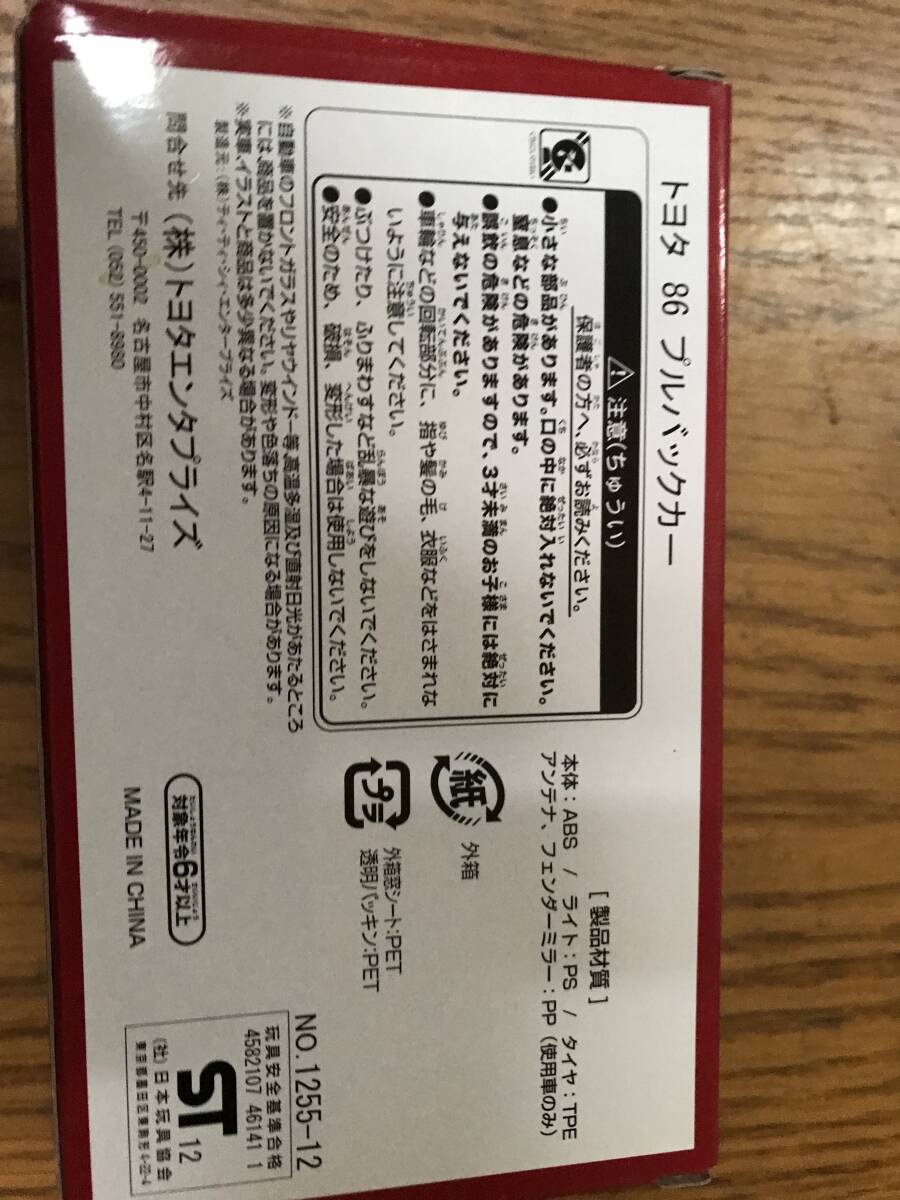 トヨタ 86 プルバックカー
⚠注意(ちゅうい)
保護者の方へ、必ずお読みください。
●小さな部品があります。口の中に絶対入れないでください。
窒息などの危険があります。
●誤飲の危険がありますので、3才未満のお子様には絶対に
与えないでください。
●車輪などの回転部分に、指や髪の毛、衣服などをはさまれな
いように注意してください。
●ぶつけたり、ふりまわすなど乱暴な遊びをしないでください。
●安全のため、破損、変形した場合は使用しないでください。
※自動車のフロントガラスやリヤウインドー等、高温多湿及び直射日光があたるところ
には、商品を置かないでください。変形や色落ちの原因になる場合があります。
※実車、イラストと商品は多少異なる場合があります。
製造元:(株)ティ・ディ・シィ・エンタープライズ
問合せ先 (株)トヨタエンタプライズ
〒450-0002 名古屋市中村区名駅4-11-27
TEL (052) 551-8980
[製品材質]
本体:ABS / ライト:PS / タイヤ:TPE
アンテナ、フェンダーミラー:PP(使用車のみ)
紙
外箱
プラ
外箱窓シート:PET
透明パッキン:PET
対象年令6才以上
MADE IN CHINA
NO.1255-12
玩具安全基準合格
4582107 46141 1
ST 12
(社)日本玩具協会
東京都墨田区東駒形4-22-4